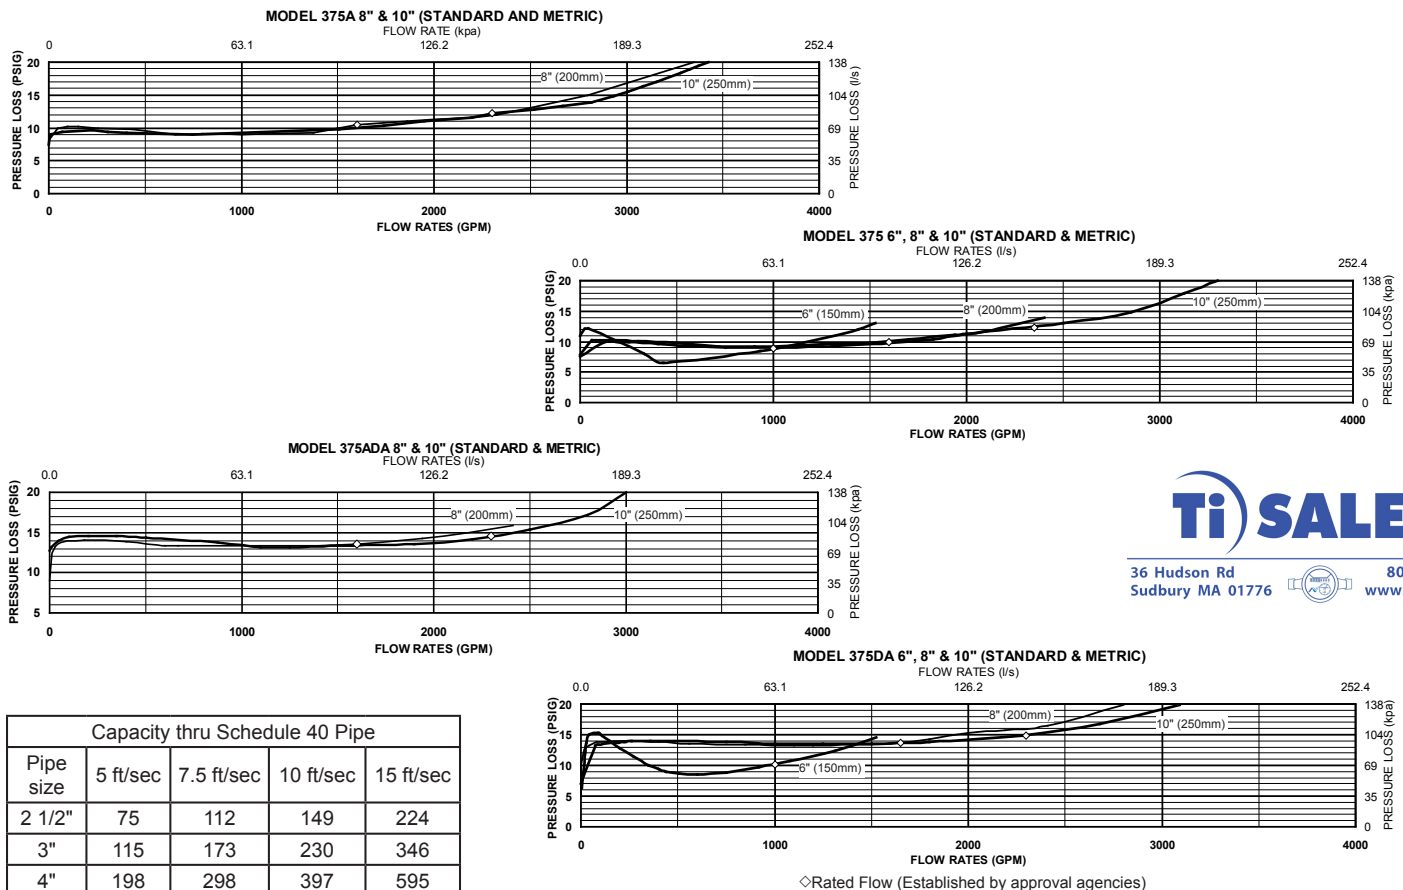 MODEL 375A 8" & 10" (STANDARD AND METRIC)
FLOW RATE (kpa)
0 63.1 126.2 189.3 252.4
PRESSURE LOSS (PSIG)
20
15
10
5
0
8" (200mm)
10" (250mm)
138
104
69
35
0
PRESSURE LOSS (l/s)
0 1000 2000 3000 4000
FLOW RATES (GPM)
MODEL 375 6", 8" & 10" (STANDARD & METRIC)
FLOW RATES (l/s)
0.0 63.1 126.2 189.3 252.4
PRESSURE LOSS (PSIG)
20
15
10
5
0
6" (150mm)
8" (200mm)
10" (250mm)
138
104
69
35
0
PRESSURE LOSS (kpa)
0 1000 2000 3000 4000
FLOW RATES (GPM)
MODEL 375ADA 8" & 10" (STANDARD & METRIC)
FLOW RATES (l/s)
0.0 63.1 126.2 189.3 252.4
PRESSURE LOSS (PSIG)
20
15
10
5
8" (200mm)
10" (250mm)
138
104
69
35
0
PRESSURE LOSS (kpa)
0 1000 2000 3000 4000
FLOW RATES (GPM)
Ti SALE
36 Hudson Rd 80
Sudbury MA 01776 www
MODEL 375DA 6", 8" & 10" (STANDARD & METRIC)
FLOW RATES (l/s)
0.0 63.1 126.2 189.3 252.4
PRESSURE LOSS (PSIG)
20
15
10
5
0
8" (200mm)
10" (250mm)
6" (150mm)
138
104
69
35
0
PRESSURE LOSS (kpa)
0 1000 2000 3000 4000
FLOW RATES (GPM)
◇Rated Flow (Established by approval agencies)
Capacity thru Schedule 40 Pipe
Pipe size 5 ft/sec 7.5 ft/sec 10 ft/sec 15 ft/sec
2 1/2" 75 112 149 224
3" 115 173 230 346
4" 198 298 397 595